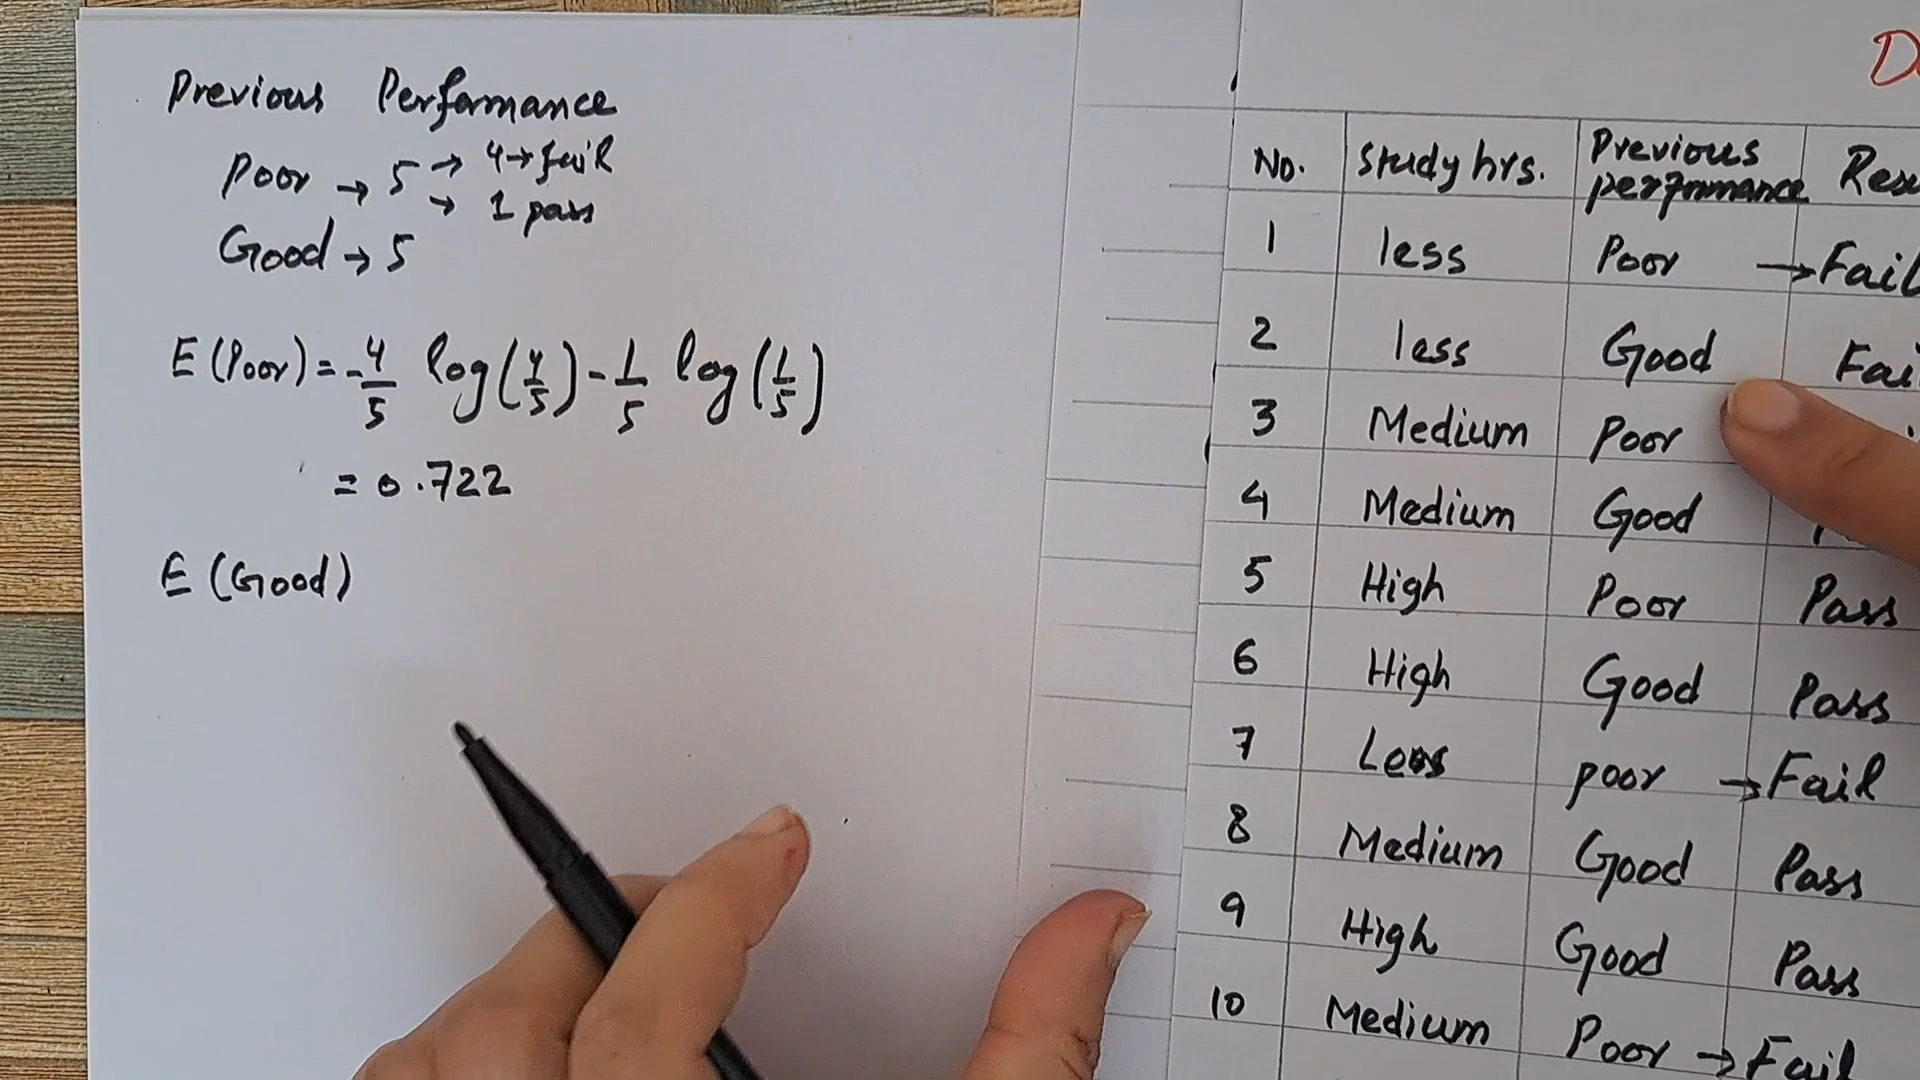 Previous Performance
Poor → 5 → 4 → fail
→ 1 pass
Good → 5
E (Poor) = - 4/5 log (4/5) - 1/5 log (1/5)
= 0.722
E (Good)
No. Study hrs. Previous performance
1 less Poor → Fail
2 less Good
3 Medium Poor
4 Medium Good
5 High Poor Pass
6 High Good Pass
7 Less poor → Fail
8 Medium Good Pass
9 High Good Pass
10 Medium Poor → Fail